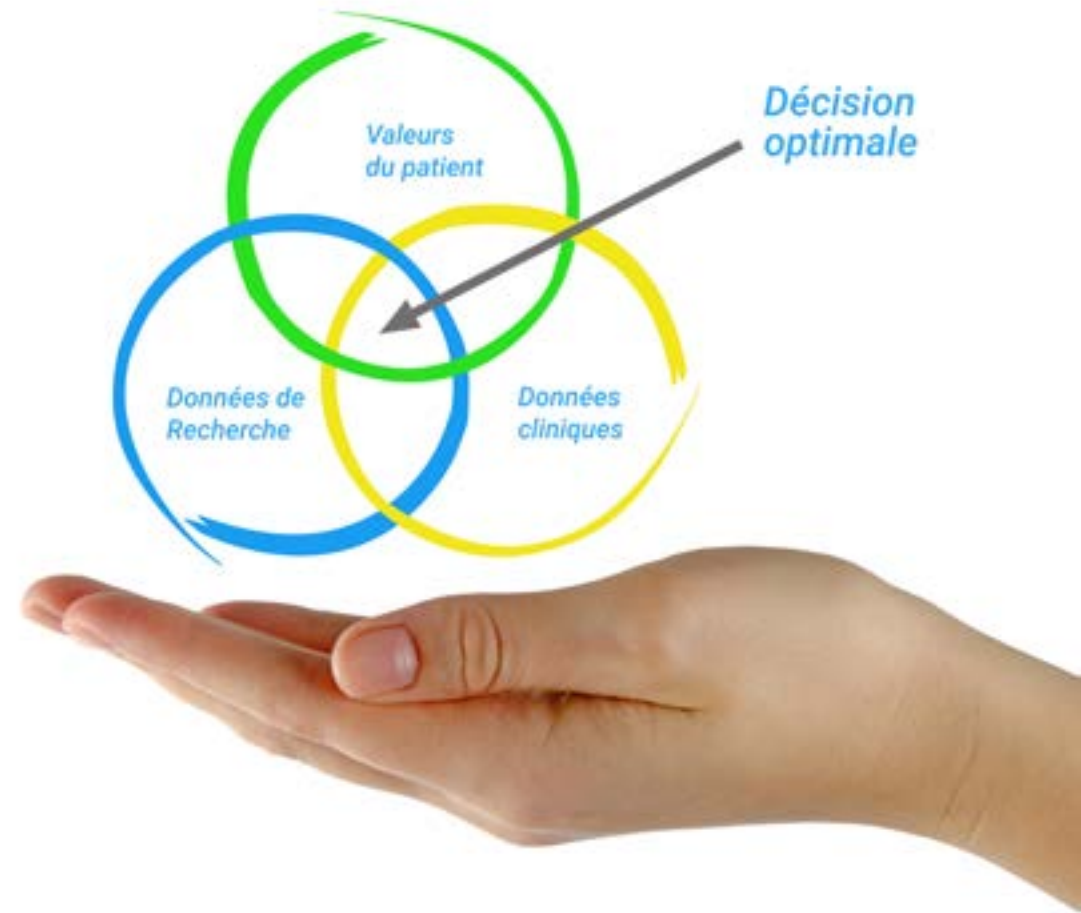 Valeurs
du patient
Décision
optimale
Données de
Recherche
Données
cliniques